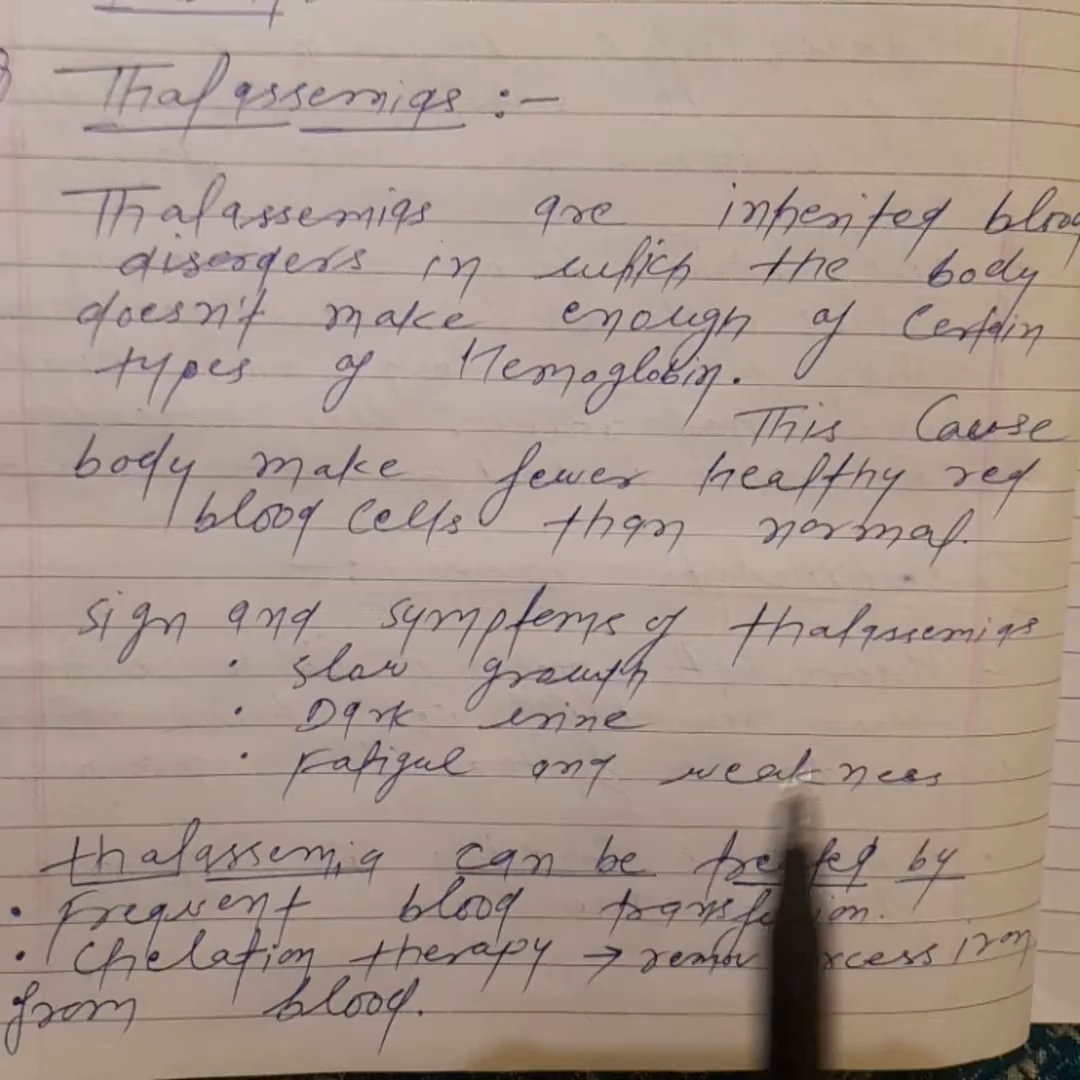 Thalassemias :-
Thalassemias are inherited blood
disorders in which the body
doesn't make enough of Certain
types of Hemoglobin.
This Cause
body make fewer healthy red
blood cells than normal.
sign and symptems of thalassemias
• Slow growth
• Dark urine
• Fatigue and weakness
thalassemia can be treated by
• Frequent blood transfusion.
• Chelation therapy → remov excess iron
from blood.